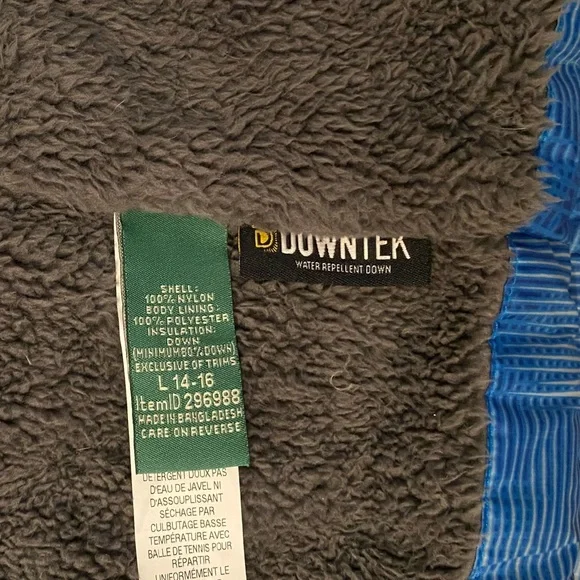 SHELL:
100% NYLON
BODY LINING:
100% POLYESTER
INSULATION:
DOWN
(MINIMUM 80% DOWN)
EXCLUSIVE OF TRIMS
L 14-16
ItemID 296988
MADE IN BANGLADESH
CARE ON REVERSE
DÉTERGENT DOUX PAS
D'EAU DE JAVEL NI
D'ASSOUPLISSANT
SÉCHAGE PAR
CULBUTAGE BASSE
TEMPÉRATURE AVEC
BALLE DE TENNIS POUR
RÉPARTIR
UNIFORMÉMENT LE
D DOWNTEK
WATER REPELLENT DOWN